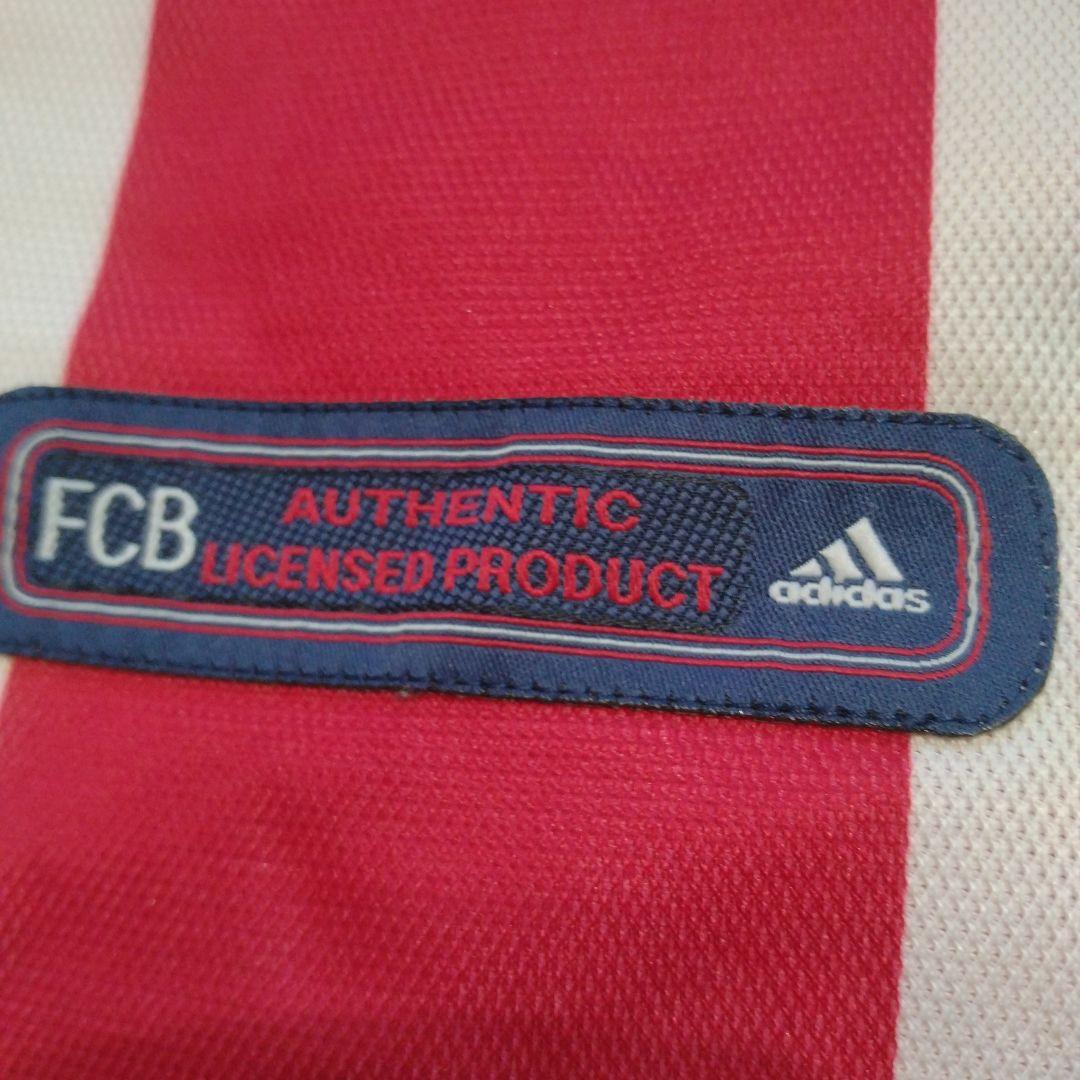 FCB
AUTHENTIC
LICENSED PRODUCT
adidas